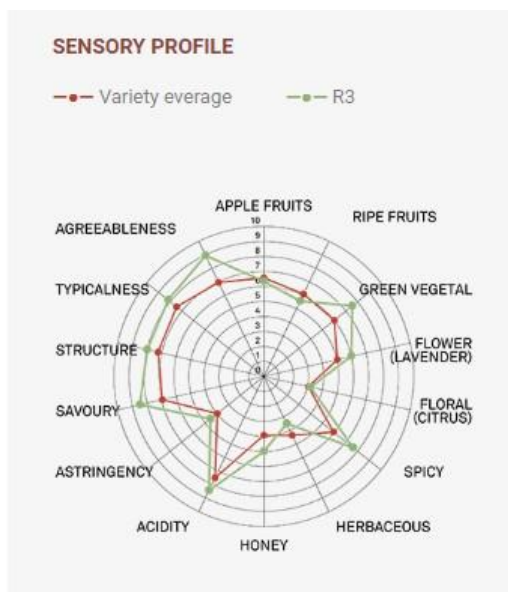 SENSORY PROFILE
Variety everage
R3
APPLE FRUITS
RIPE FRUITS
GREEN VEGETAL
FLOWER
(LAVENDER)
FLORAL
(CITRUS)
SPICY
HERBACEOUS
HONEY
ACIDITY
ASTRINGENCY
SAVOURY
STRUCTURE
TYPICALNESS
AGREEABLENESS
10
9
8
7
6
5
4
3
2
1
0